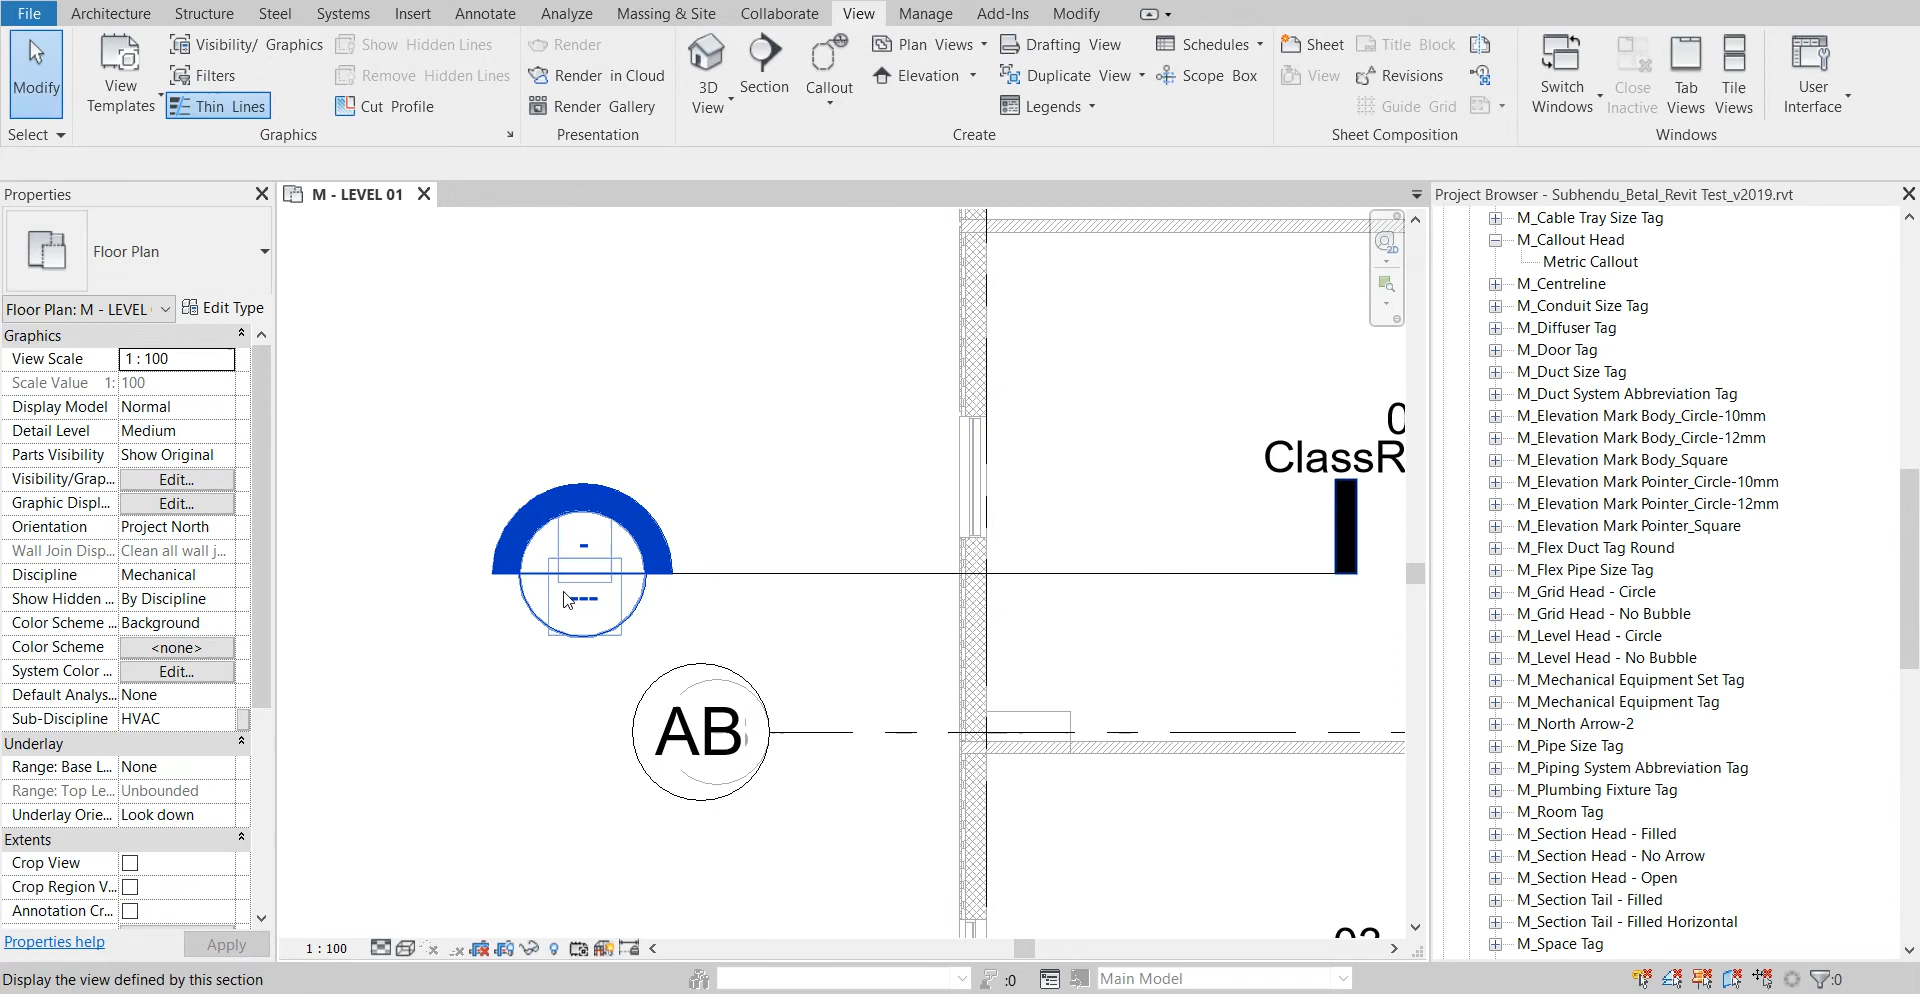 File Architecture Structure Steel Systems Insert Annotate Analyze Massing & Site Collaborate View Manage Add-Ins Modify
Modify
Select
View
Templates
Visibility/ Graphics
Filters
Thin Lines
Show Hidden Lines
Remove Hidden Lines
Cut Profile
Graphics
Render
Render in Cloud
Render Gallery
Presentation
3D
View
Section
Callout
Plan Views
Elevation
Drafting View
Duplicate View
Legends
Schedules
Scope Box
Create
Sheet
View
Title Block
Revisions
Guide Grid
Sheet Composition
Switch
Windows
Close
Inactive
Tab
Views
Tile
Views
Windows
User
Interface
Properties
Floor Plan
Floor Plan: M - LEVEL
Edit Type
Graphics
View Scale 1 : 100
Scale Value 1: 100
Display Model Normal
Detail Level Medium
Parts Visibility Show Original
Visibility/Grap... Edit...
Graphic Displ... Edit...
Orientation Project North
Wall Join Disp... Clean all wall j...
Discipline Mechanical
Show Hidden ... By Discipline
Color Scheme ... Background
Color Scheme <none>
System Color ... Edit...
Default Analys... None
Sub-Discipline HVAC
Underlay
Range: Base L... None
Range: Top Le... Unbounded
Underlay Orie... Look down
Extents
Crop View
Crop Region V...
Annotation Cr...
Properties help
Apply
M - LEVEL 01
2D
0
ClassR
-
---
AB
1 : 100
Project Browser - Subhendu_Betal_Revit Test_v2019.rvt
M_Cable Tray Size Tag
M_Callout Head
Metric Callout
M_Centreline
M_Conduit Size Tag
M_Diffuser Tag
M_Door Tag
M_Duct Size Tag
M_Duct System Abbreviation Tag
M_Elevation Mark Body_Circle-10mm
M_Elevation Mark Body_Circle-12mm
M_Elevation Mark Body_Square
M_Elevation Mark Pointer_Circle-10mm
M_Elevation Mark Pointer_Circle-12mm
M_Elevation Mark Pointer_Square
M_Flex Duct Tag Round
M_Flex Pipe Size Tag
M_Grid Head - Circle
M_Grid Head - No Bubble
M_Level Head - Circle
M_Level Head - No Bubble
M_Mechanical Equipment Set Tag
M_Mechanical Equipment Tag
M_North Arrow-2
M_Pipe Size Tag
M_Piping System Abbreviation Tag
M_Plumbing Fixture Tag
M_Room Tag
M_Section Head - Filled
M_Section Head - No Arrow
M_Section Head - Open
M_Section Tail - Filled
M_Section Tail - Filled Horizontal
M_Space Tag
Display the view defined by this section
:0
Main Model
:0